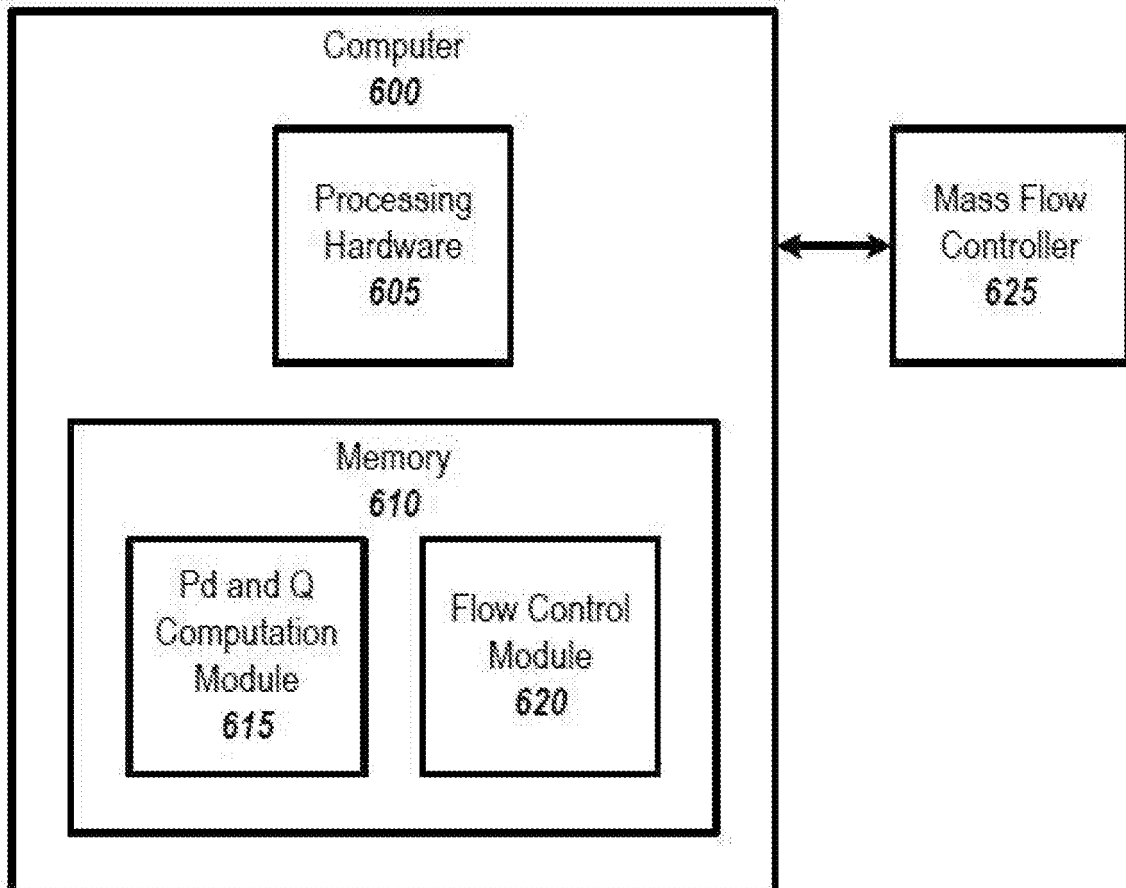 Computer
600
Processing
Hardware
605
Mass Flow
Controller
625
Memory
610
Pd and Q
Computation
Module
615
Flow Control
Module
620